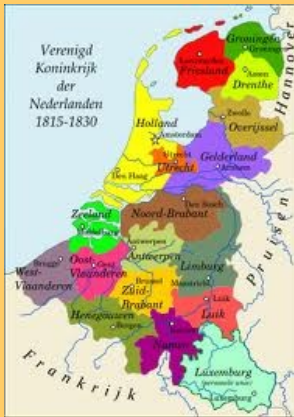 Verenigd
Koninkrijk
der
Nederlanden
1815-1830
Groningen
Groningen
Leeuwarden
Friesland
Assen
Drenthe
Hannover
Zwolle
Overijssel
Holland
Amsterdam
Utrecht
Utrecht
Gelderland
Arnhem
Den Haag
Den Bosch
Noord-Brabant
Zeeland
Middelburg
Pruisen
Antwerpen
Antwerpen
Brugge
West-
Vlaanderen
Gent
Oost-
Vlaanderen
Limburg
Maastricht
Brussel
Zuid-
Brabant
Luik
Luik
Henegouwen
Bergen
Namen
Namen
Frankrijk
Luxemburg
(personele unie)
Luxemburg